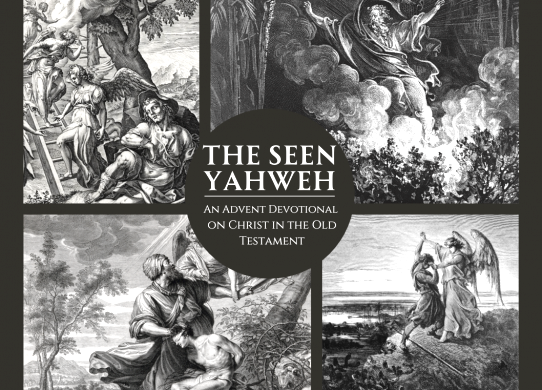 THE SEEN
YAHWEH
AN ADVENT DEVOTIONAL
ON CHRIST IN THE OLD
TESTAMENT